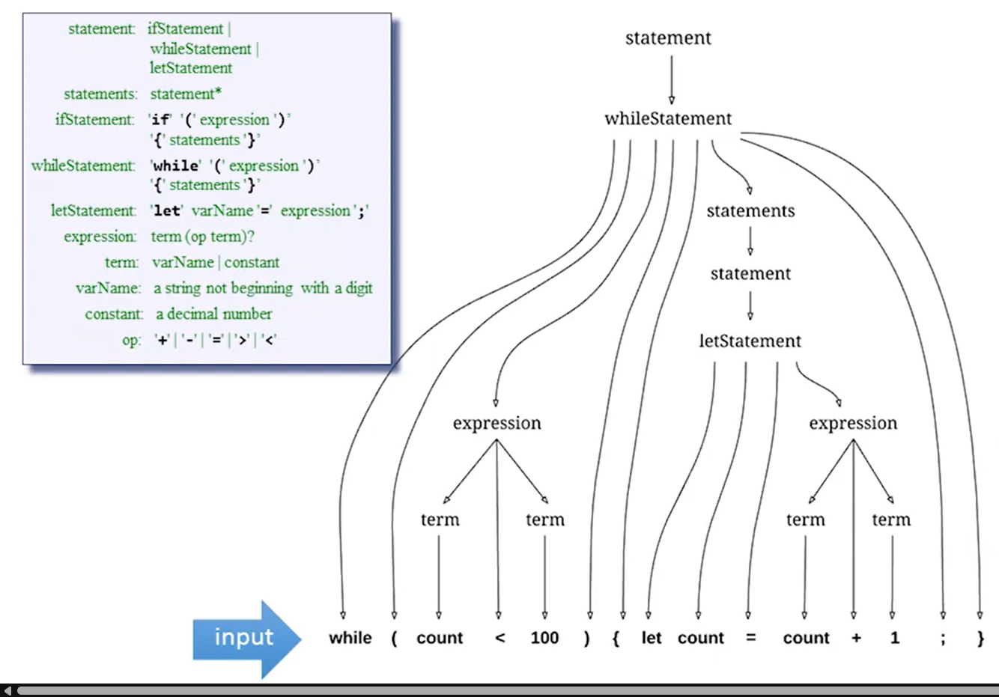 statement: ifStatement |
whileStatement |
letStatement
statements: statement*
ifStatement: 'if' '(' expression ')'
'{' statements '}'
whileStatement: 'while' '(' expression ')'
'{' statements '}'
letStatement: 'let' varName '=' expression ';'
expression: term (op term)?
term: varName | constant
varName: a string not beginning with a digit
constant: a decimal number
op: '+' | '-' | '=' | '>' | '<'
statement
whileStatement
statements
statement
letStatement
expression expression
term term term term
input
while ( count < 100 ) { let count = count + 1 ; }